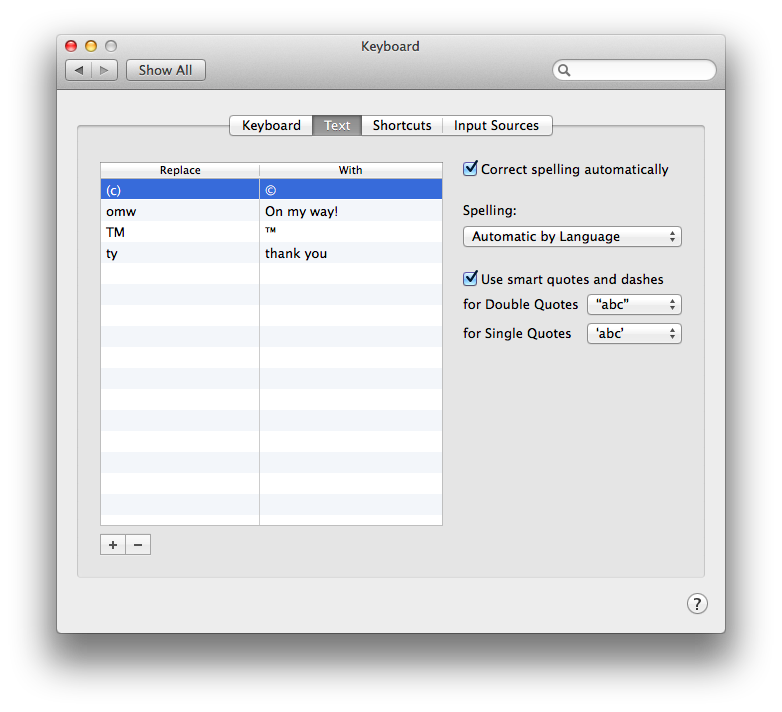 Keyboard
Show All
Keyboard Text Shortcuts Input Sources
Replace With
(c) ©
omw On my way!
TM ™
ty thank you
+ −
Correct spelling automatically
Spelling:
Automatic by Language
Use smart quotes and dashes
for Double Quotes “abc”
for Single Quotes 'abc'
?